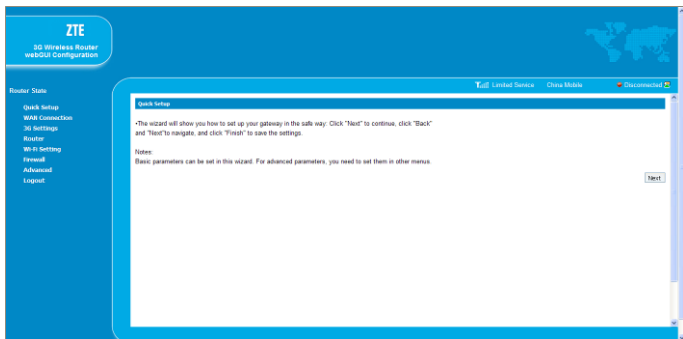 ZTE
3G Wireless Router
webGUI Configuration
Limited Service China Mobile Disconnected
Router State
Quick Setup
WAN Connection
3G Settings
Router
Wi-Fi Setting
Firewall
Advanced
Logout
Quick Setup
•The wizard will show you how to set up your gateway in the safe way: Click "Next" to continue, click "Back"
and "Next"to navigate, and click "Finish" to save the settings.
Notes:
Basic parameters can be set in this wizard. For advanced parameters, you need to set them in other menus.
Next